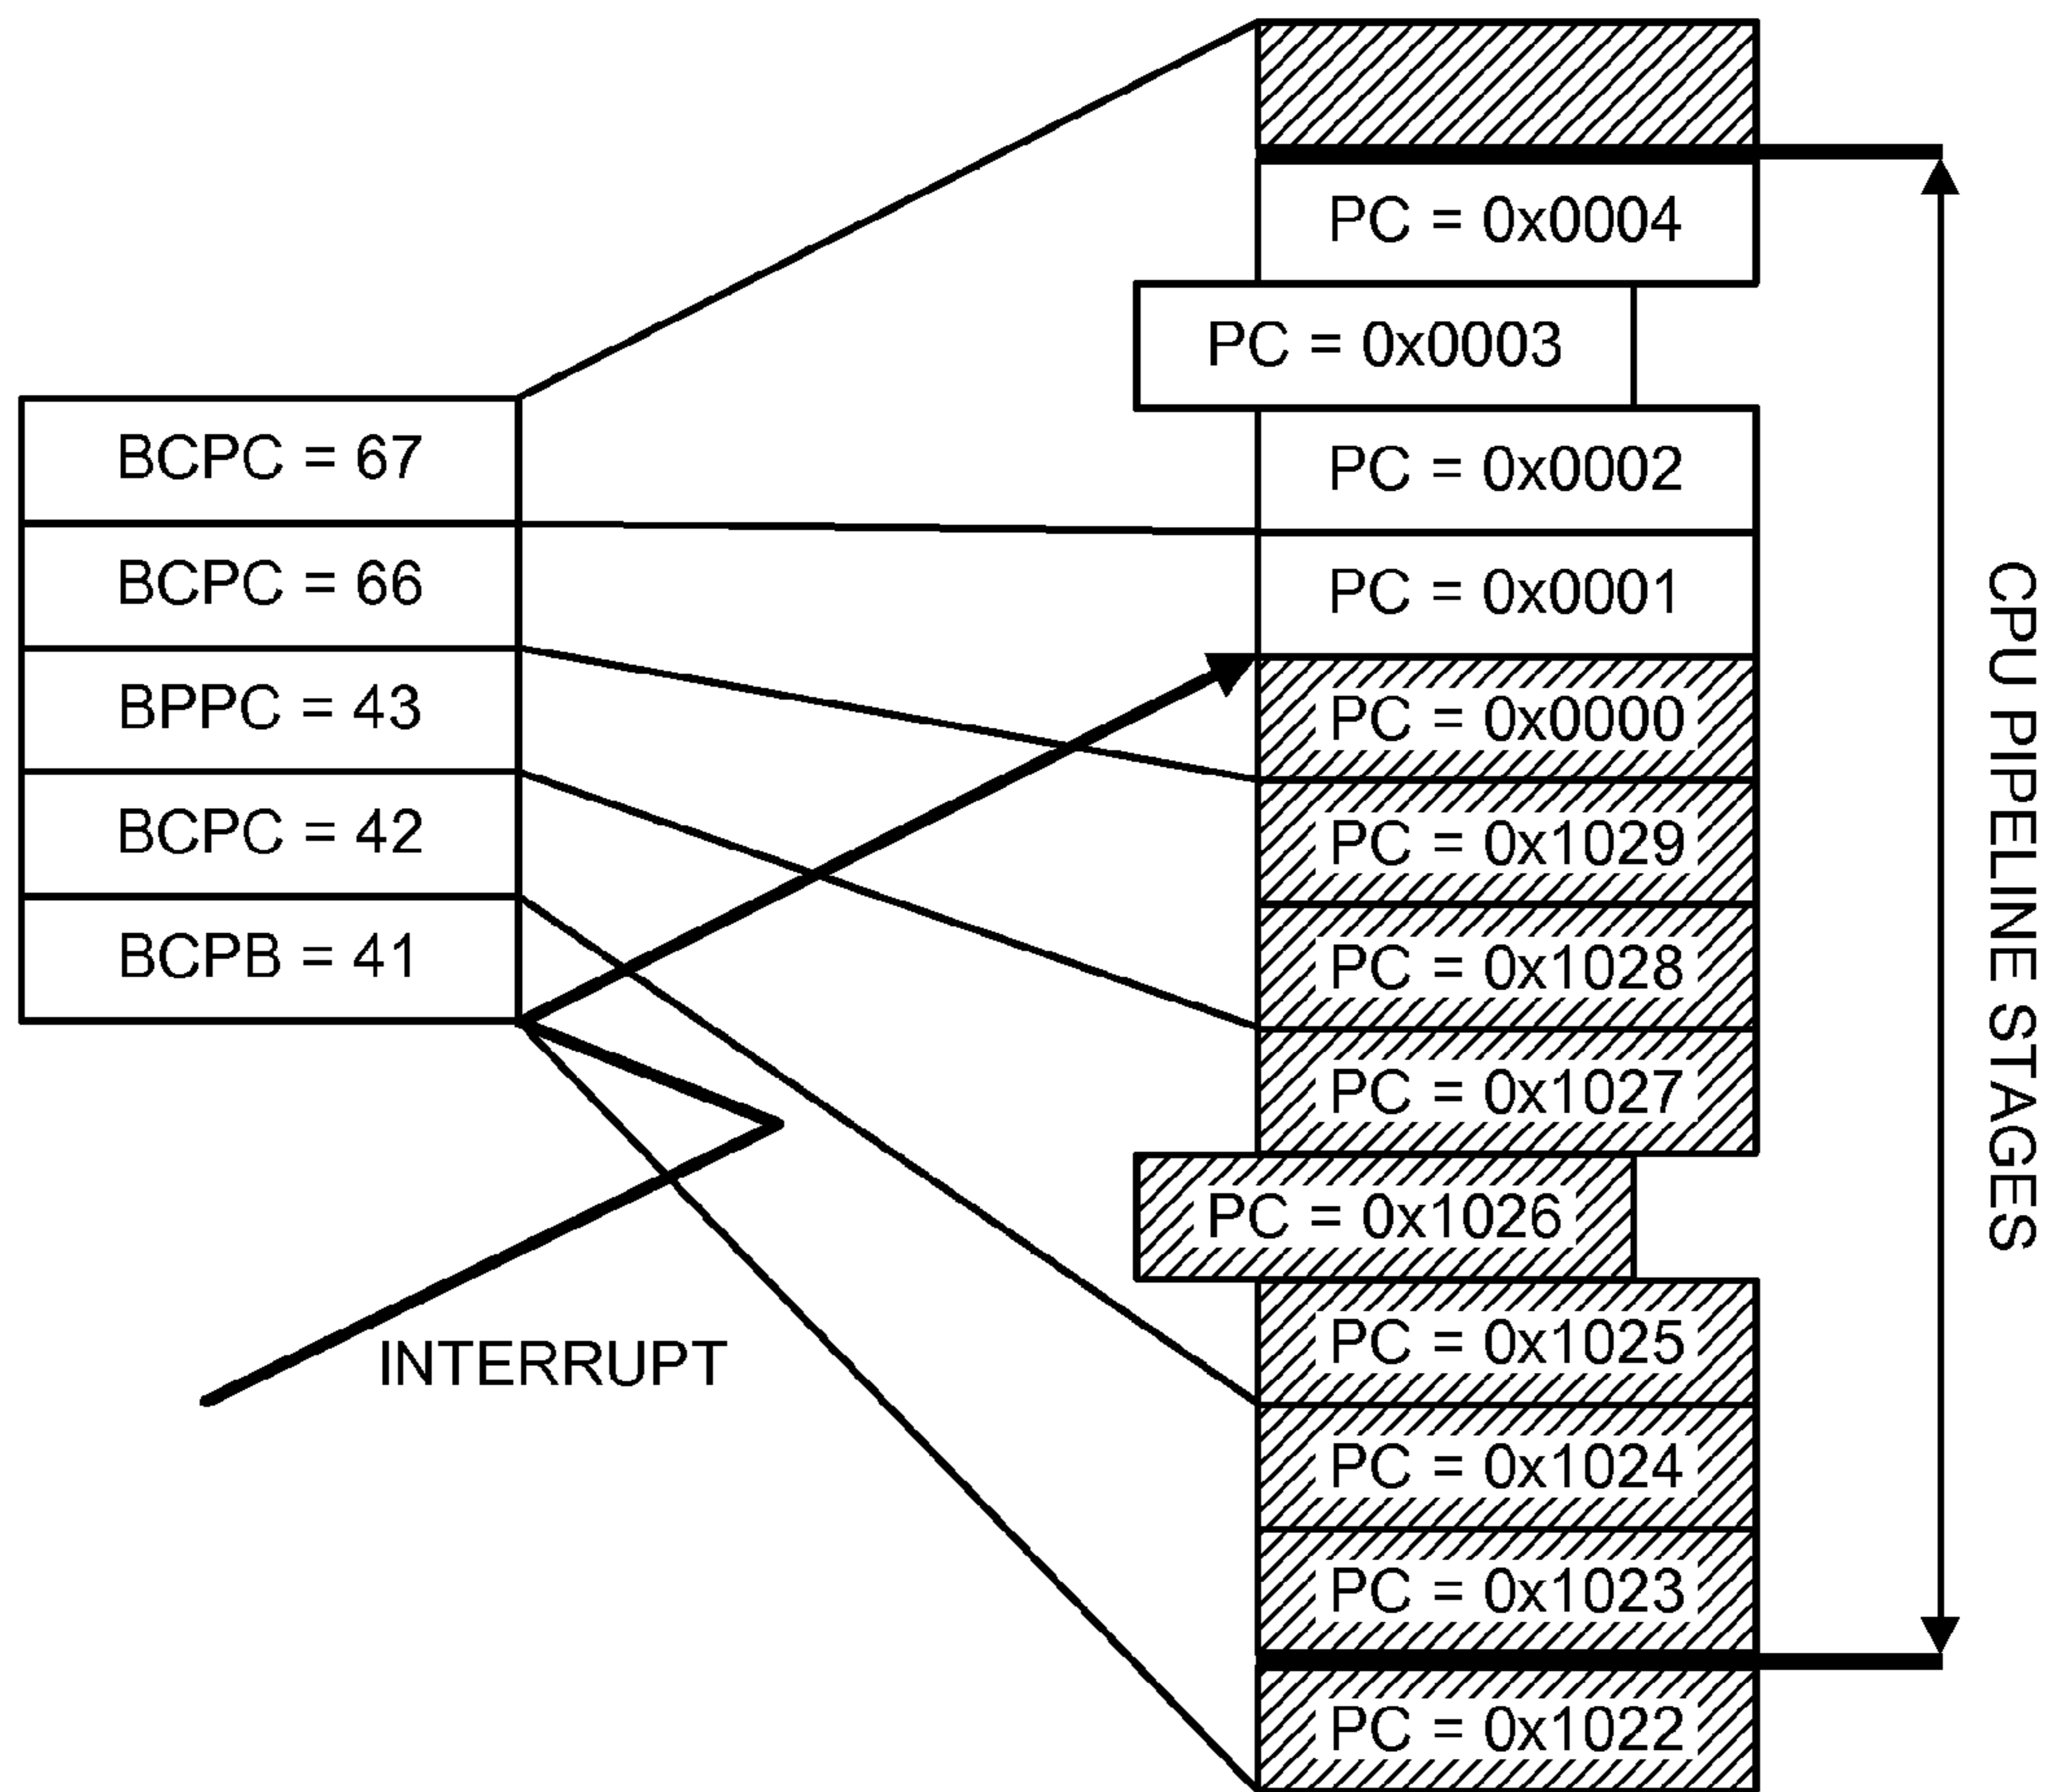 BCPC = 67
BCPC = 66
BPPC = 43
BCPC = 42
BCPB = 41
INTERRUPT
PC = 0x0004
PC = 0x0003
PC = 0x0002
PC = 0x0001
PC = 0x0000
PC = 0x1029
PC = 0x1028
PC = 0x1027
PC = 0x1026
PC = 0x1025
PC = 0x1024
PC = 0x1023
PC = 0x1022
CPU PIPELINE STAGES